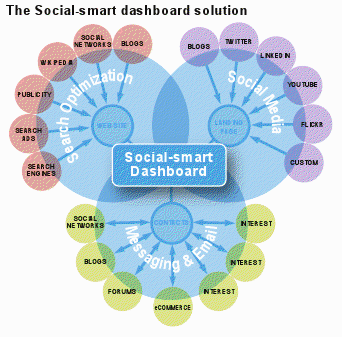 The Social-smart dashboard solution
SOCIAL
NETWORKS
BLOGS
WIKIPEDIA
PUBLICITY
SEARCH
ADS
SEARCH
ENGINES
Search Optimization
WEBSITE
BLOGS
TWITTER
LINKEDIN
YOUTUBE
FLICKR
CUSTOM
Social Media
LANDING
PAGE
Social-smart
Dashboard
CONTACTS
Messaging & Email
SOCIAL
NETWORKS
BLOGS
FORUMS
eCOMMERCE
INTEREST
INTEREST
INTEREST